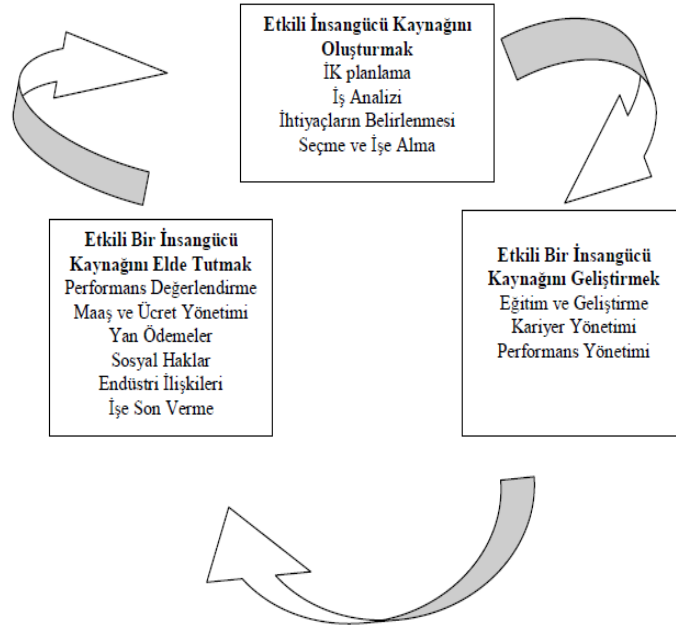 Etkili İnsangücü Kaynağını
Oluşturmak
İK planlama
İş Analizi
İhtiyaçların Belirlenmesi
Seçme ve İşe Alma
Etkili Bir İnsangücü
Kaynağını Elde Tutmak
Performans Değerlendirme
Maaş ve Ücret Yönetimi
Yan Ödemeler
Sosyal Haklar
Endüstri İlişkileri
İşe Son Verme
Etkili Bir İnsangücü
Kaynağını Geliştirmek
Eğitim ve Geliştirme
Kariyer Yönetimi
Performans Yönetimi